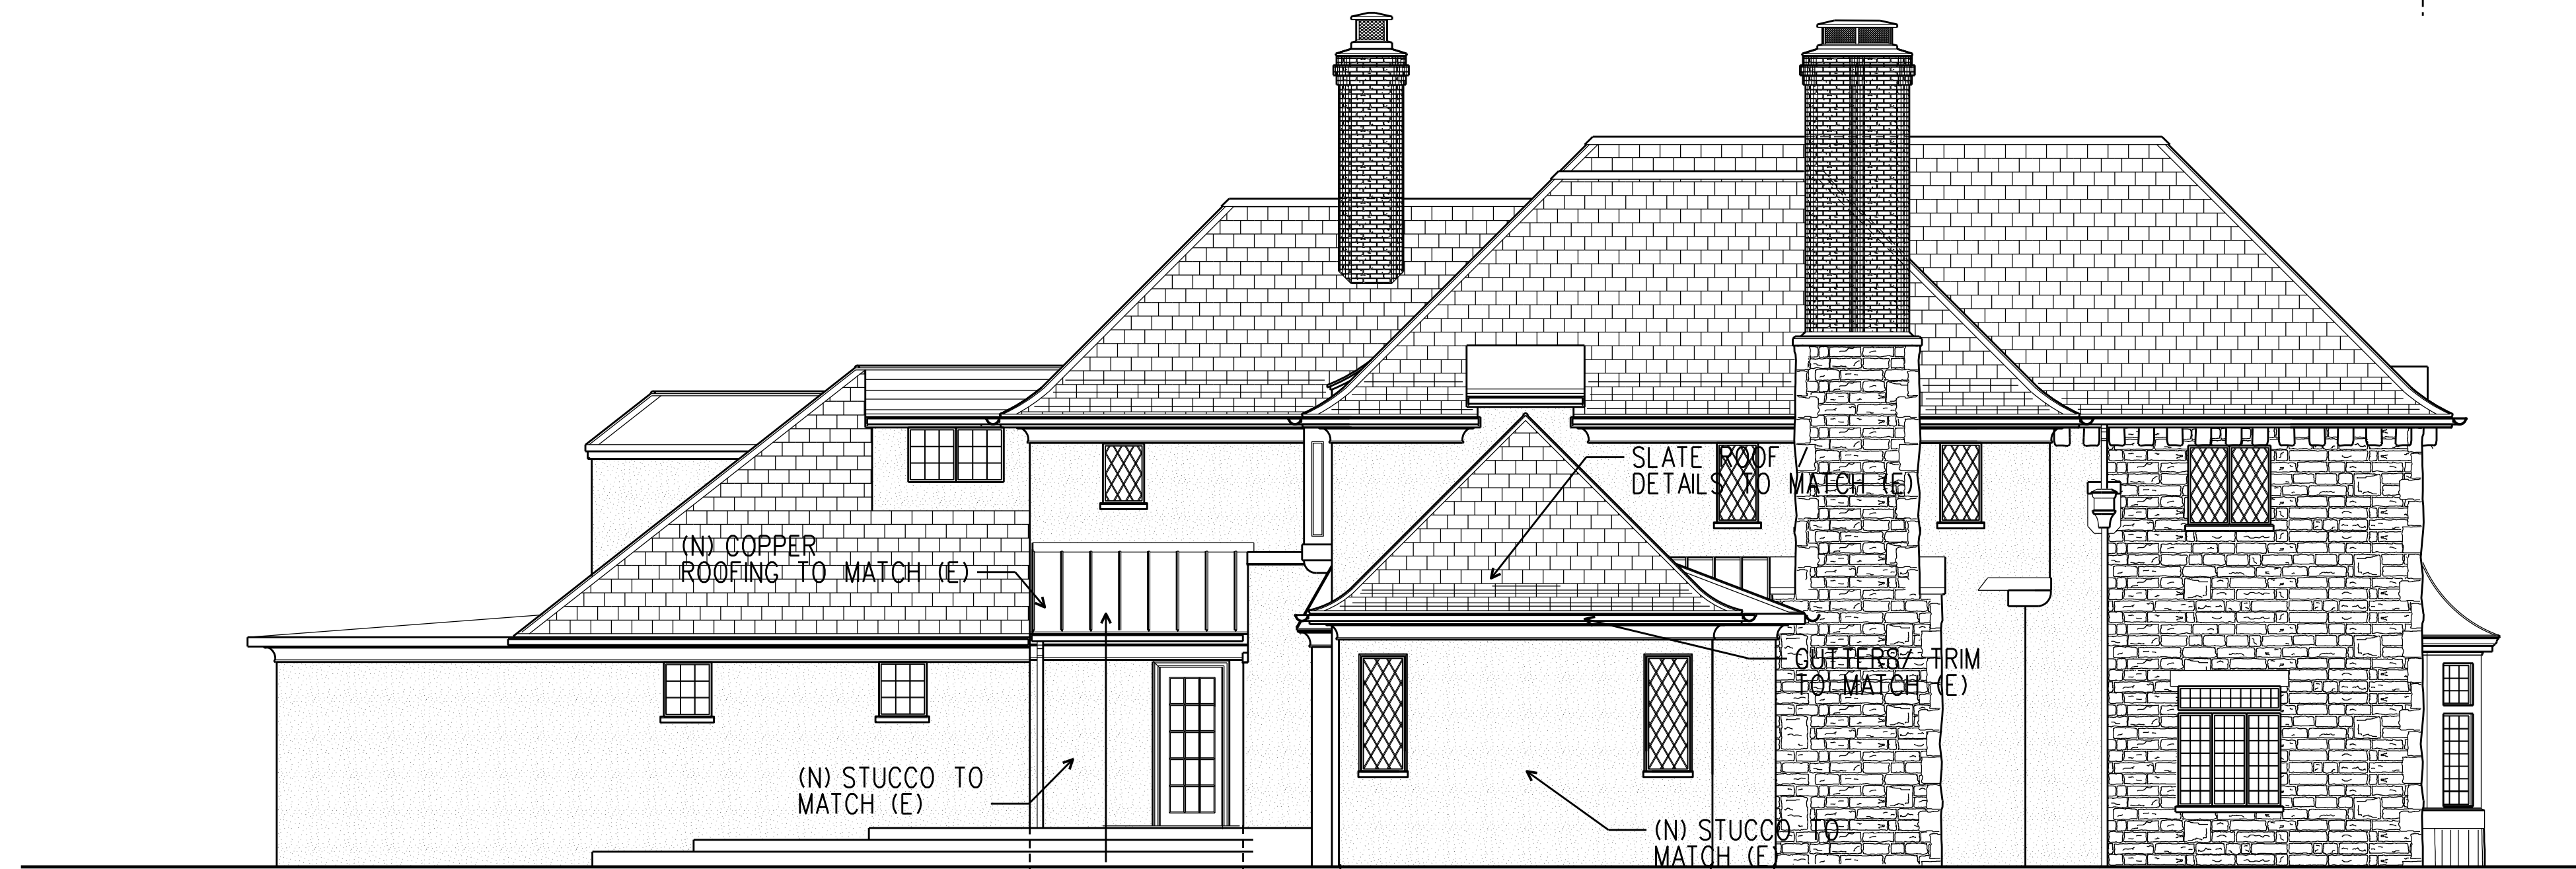 SLATE ROOF /
DETAILS TO MATCH (E)
(N) COPPER
ROOFING TO MATCH (E)
GUTTERS/ TRIM
TO MATCH (E)
(N) STUCCO TO
MATCH (E)
(N) STUCCO TO
MATCH (E)